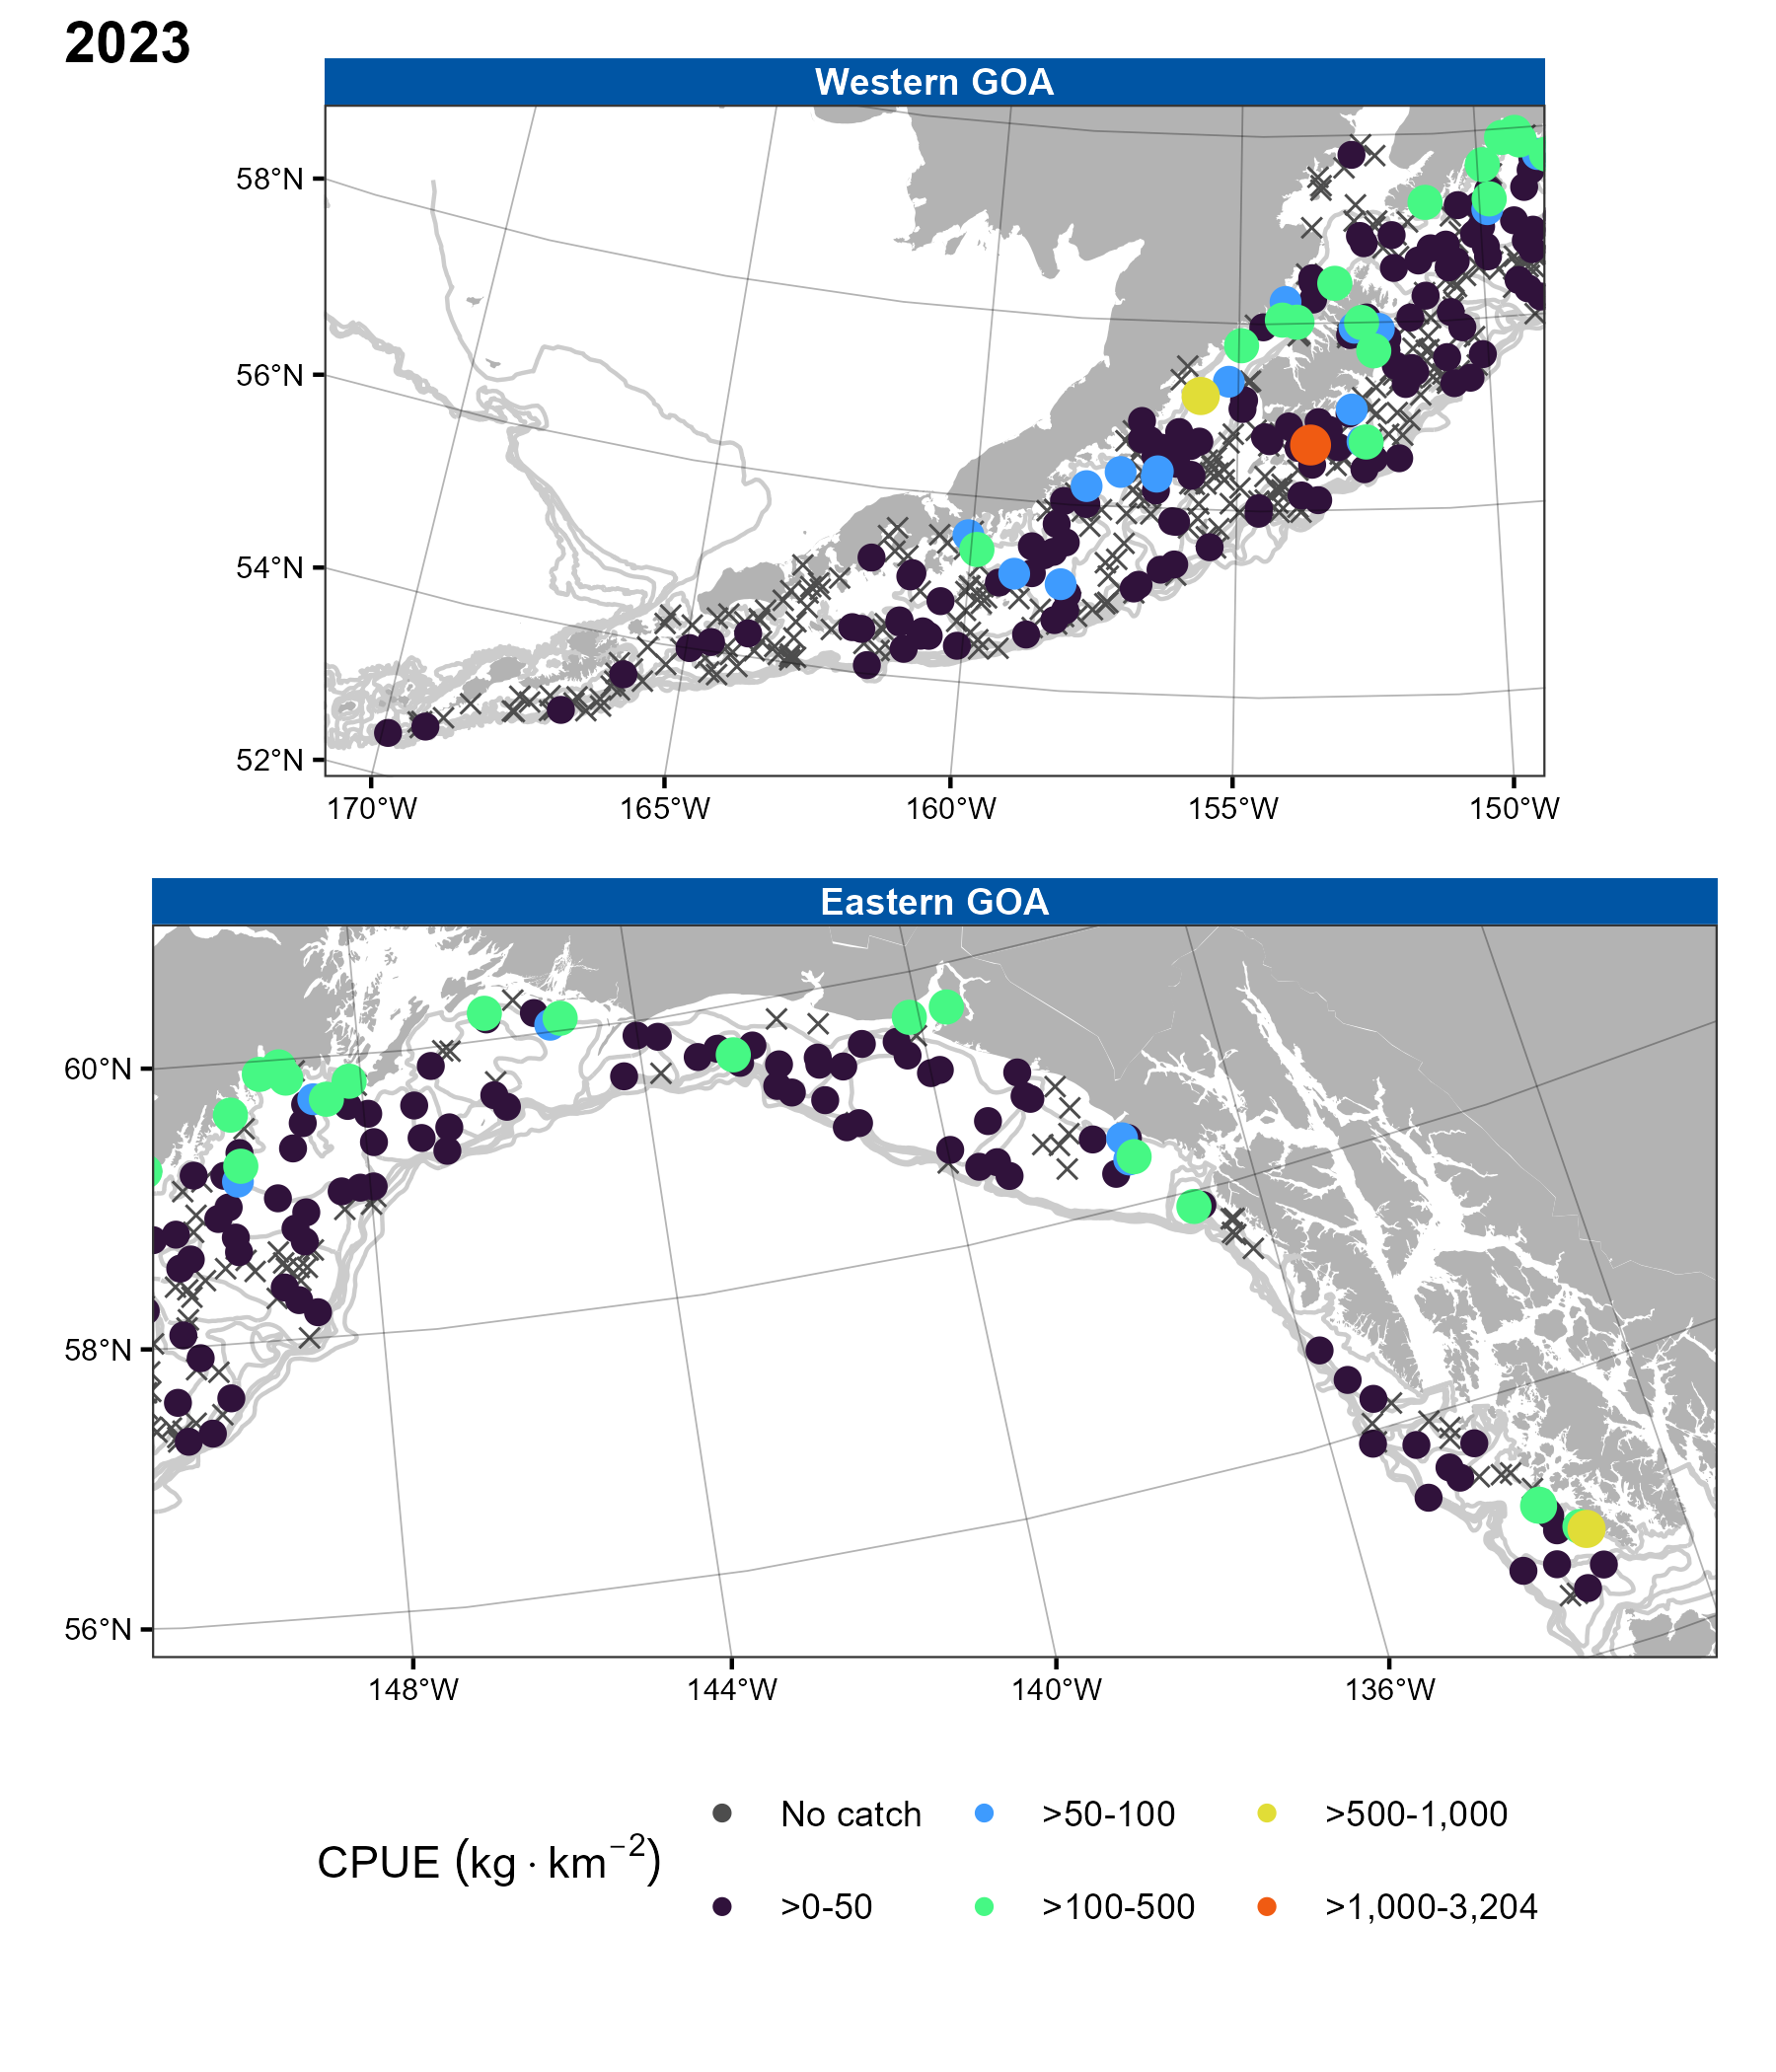 2023
Western GOA
58°N
56°N
54°N
52°N
170°W 165°W 160°W 155°W 150°W
Eastern GOA
60°N
58°N
56°N
148°W 144°W 140°W 136°W
CPUE (kg · km⁻²)
No catch >50-100 >500-1,000
>0-50 >100-500 >1,000-3,204